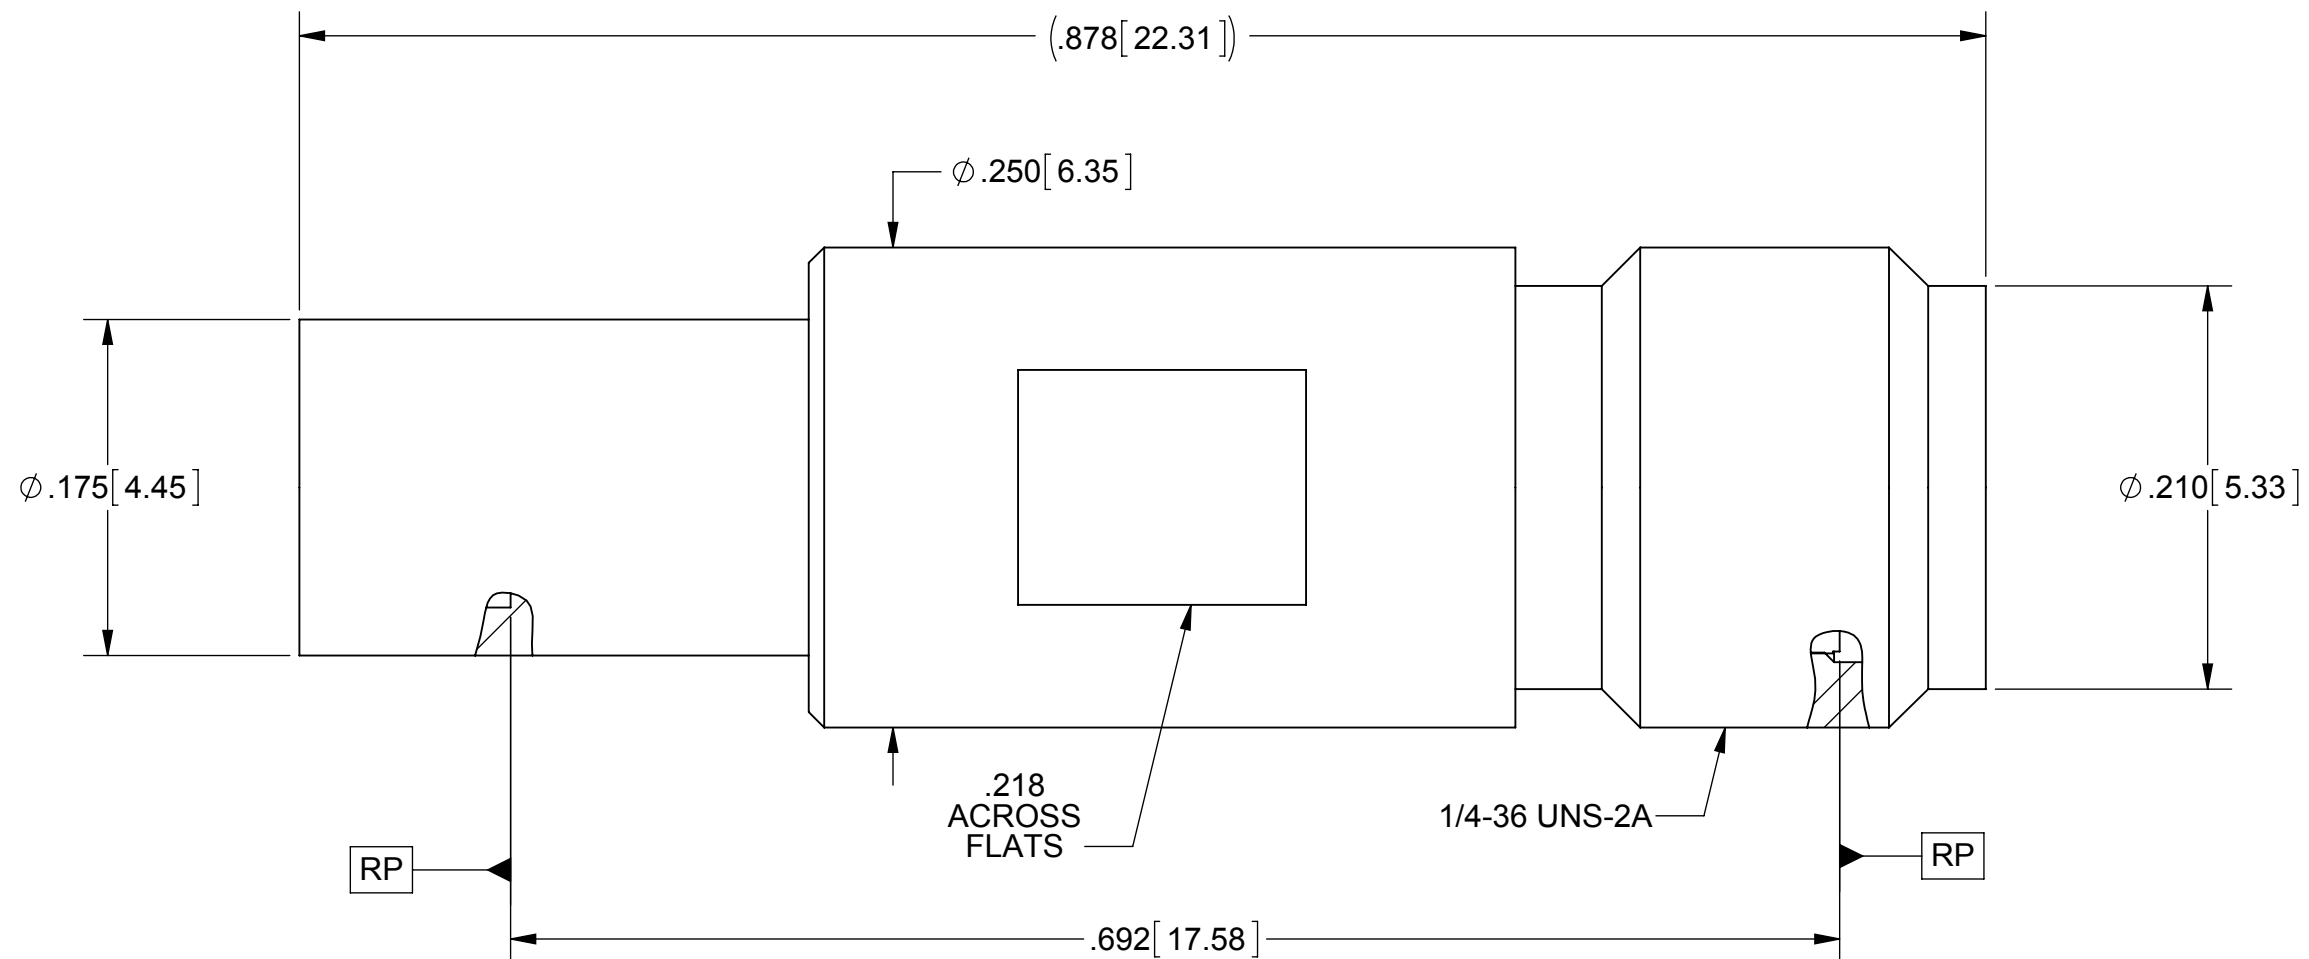 (.878[22.31])
⌀.250[6.35]
⌀.175[4.45]
⌀.210[5.33]
.218
ACROSS
FLATS
1/4-36 UNS-2A
RP
RP
.692[17.58]